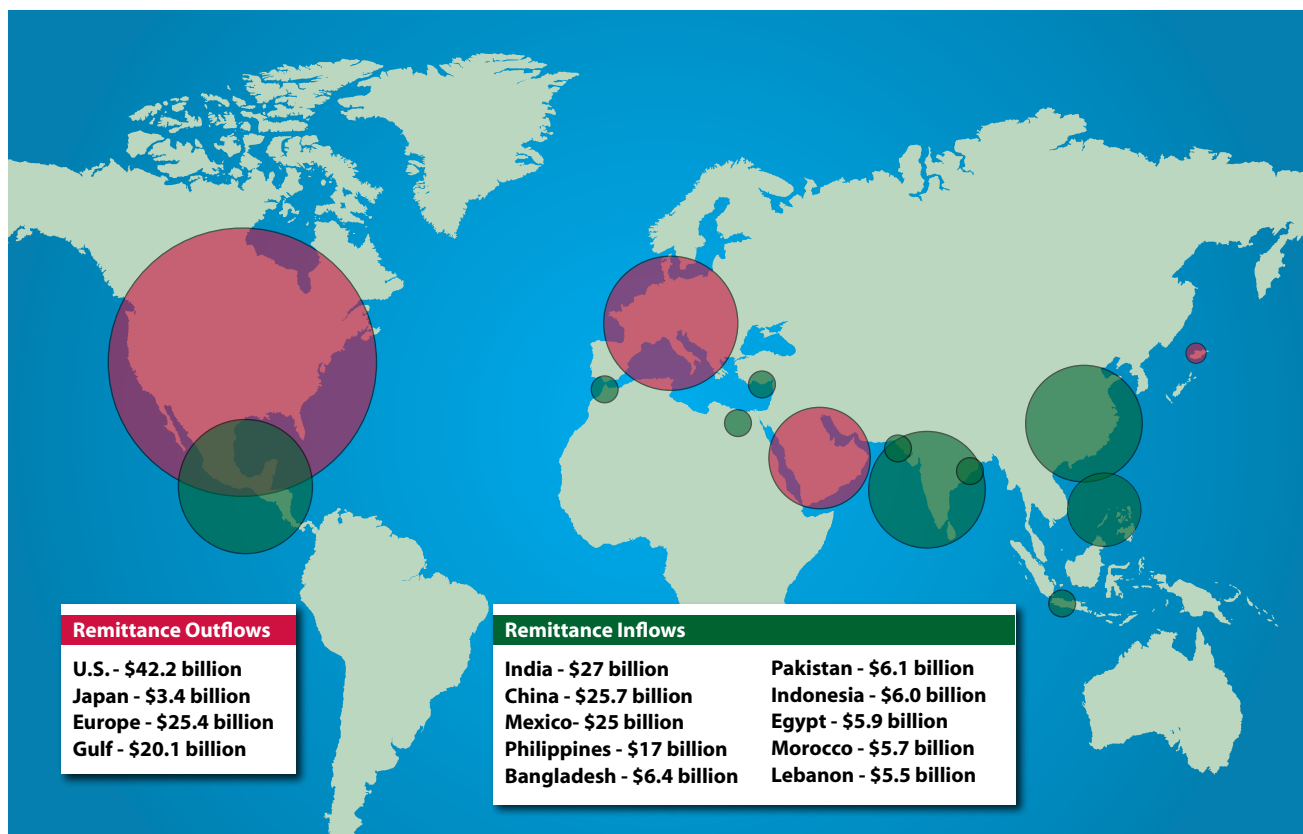 Remittance Outflows
U.S. - $42.2 billion
Japan - $3.4 billion
Europe - $25.4 billion
Gulf - $20.1 billion
Remittance Inflows
India - $27 billion
China - $25.7 billion
Mexico- $25 billion
Philippines - $17 billion
Bangladesh - $6.4 billion
Pakistan - $6.1 billion
Indonesia - $6.0 billion
Egypt - $5.9 billion
Morocco - $5.7 billion
Lebanon - $5.5 billion